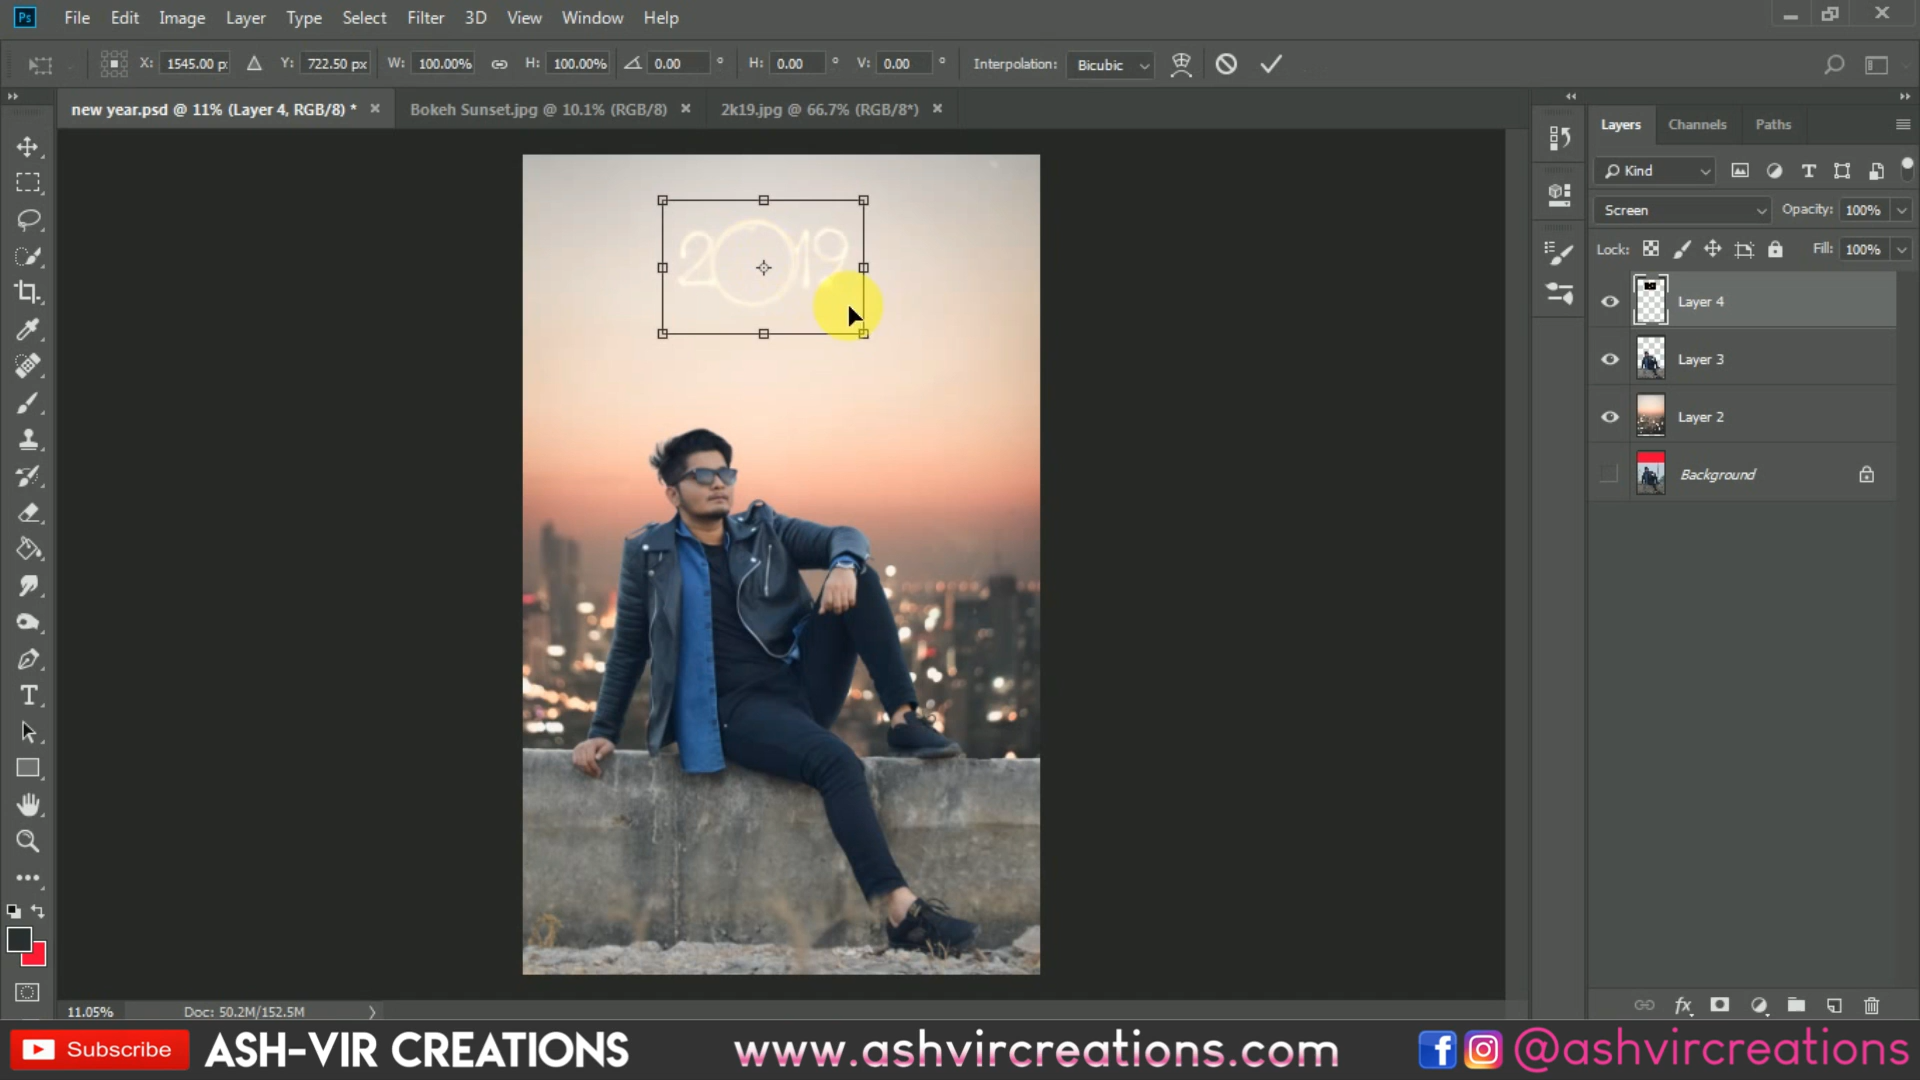 Ps File Edit Image Layer Type Select Filter 3D View Window Help
X: 1545.00 p Y: 722.50 px W: 100.00% H: 100.00% 0.00 ° H: 0.00 ° V: 0.00 ° Interpolation: Bicubic
new year.psd @ 11% (Layer 4, RGB/8) * × Bokeh Sunset.jpg @ 10.1% (RGB/8) × 2k19.jpg @ 66.7% (RGB/8*) ×
Layers Channels Paths
Kind
Screen Opacity: 100%
Lock: Fill: 100%
Layer 4
Layer 3
Layer 2
Background
2019
11.05% Doc: 50.2M/152.5M
Subscribe ASH-VIR CREATIONS www.ashvircreations.com @ashvircreations